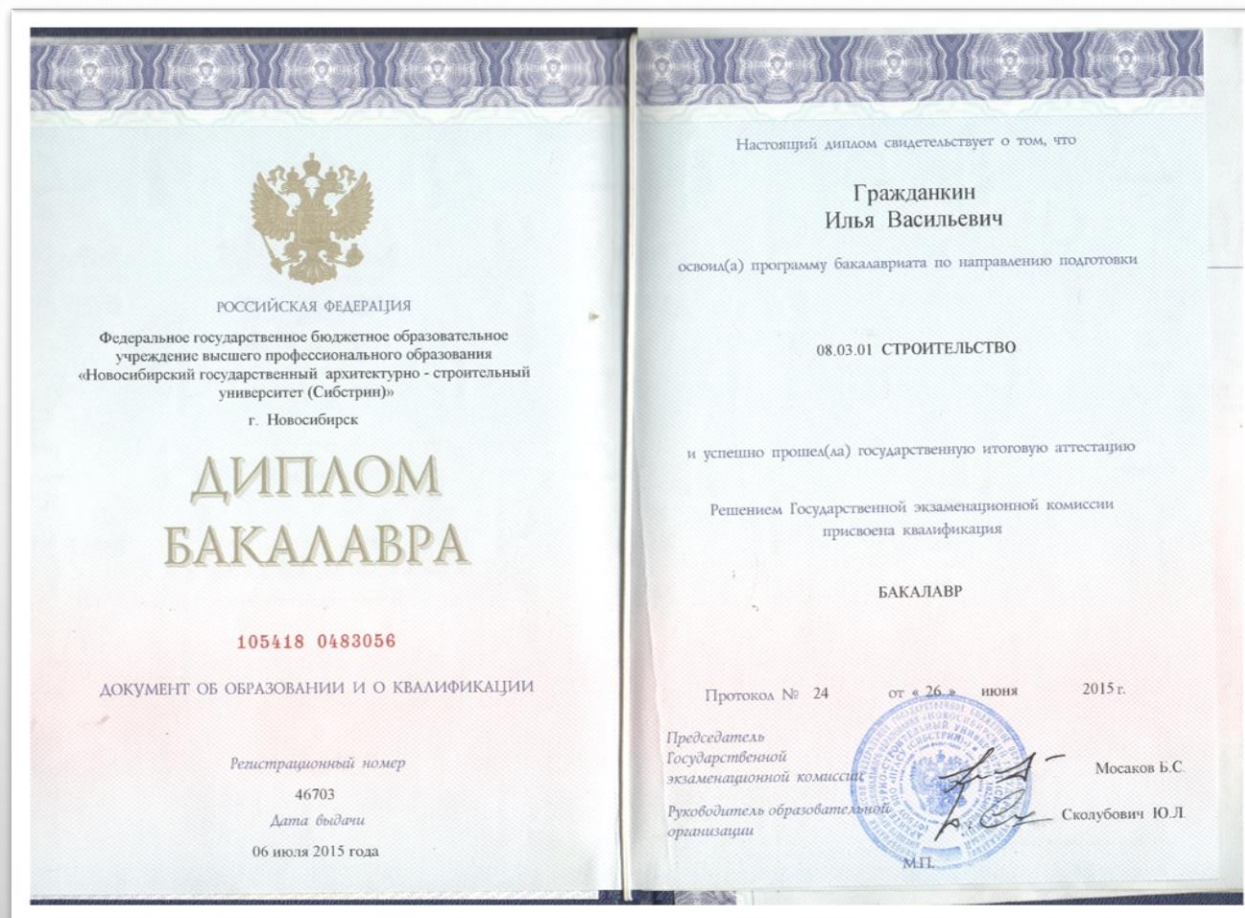 РОССИЙСКАЯ ФЕДЕРАЦИЯ
Федеральное государственное бюджетное образовательное
учреждение высшего профессионального образования
«Новосибирский государственный архитектурно - строительный
университет (Сибстрин)»
г. Новосибирск
ДИПЛОМ
БАКАЛАВРА
105418 0483056
ДОКУМЕНТ ОБ ОБРАЗОВАНИИ И О КВАЛИФИКАЦИИ
Регистрационный номер
46703
Дата выдачи
06 июля 2015 года
Настоящий диплом свидетельствует о том, что
Гражданкин
Илья Васильевич
освоил(а) программу бакалавриата по направлению подготовки
08.03.01 СТРОИТЕЛЬСТВО
и успешно прошел(ла) государственную итоговую аттестацию
Решением Государственной экзаменационной комиссии
присвоена квалификация
БАКАЛАВР
Протокол № 24 от « 26 » июня 2015 г.
Председатель
Государственной
экзаменационной комиссии Мосаков Б.С.
Руководитель образовательной
организации Сколубович Ю.Л.
М.П.